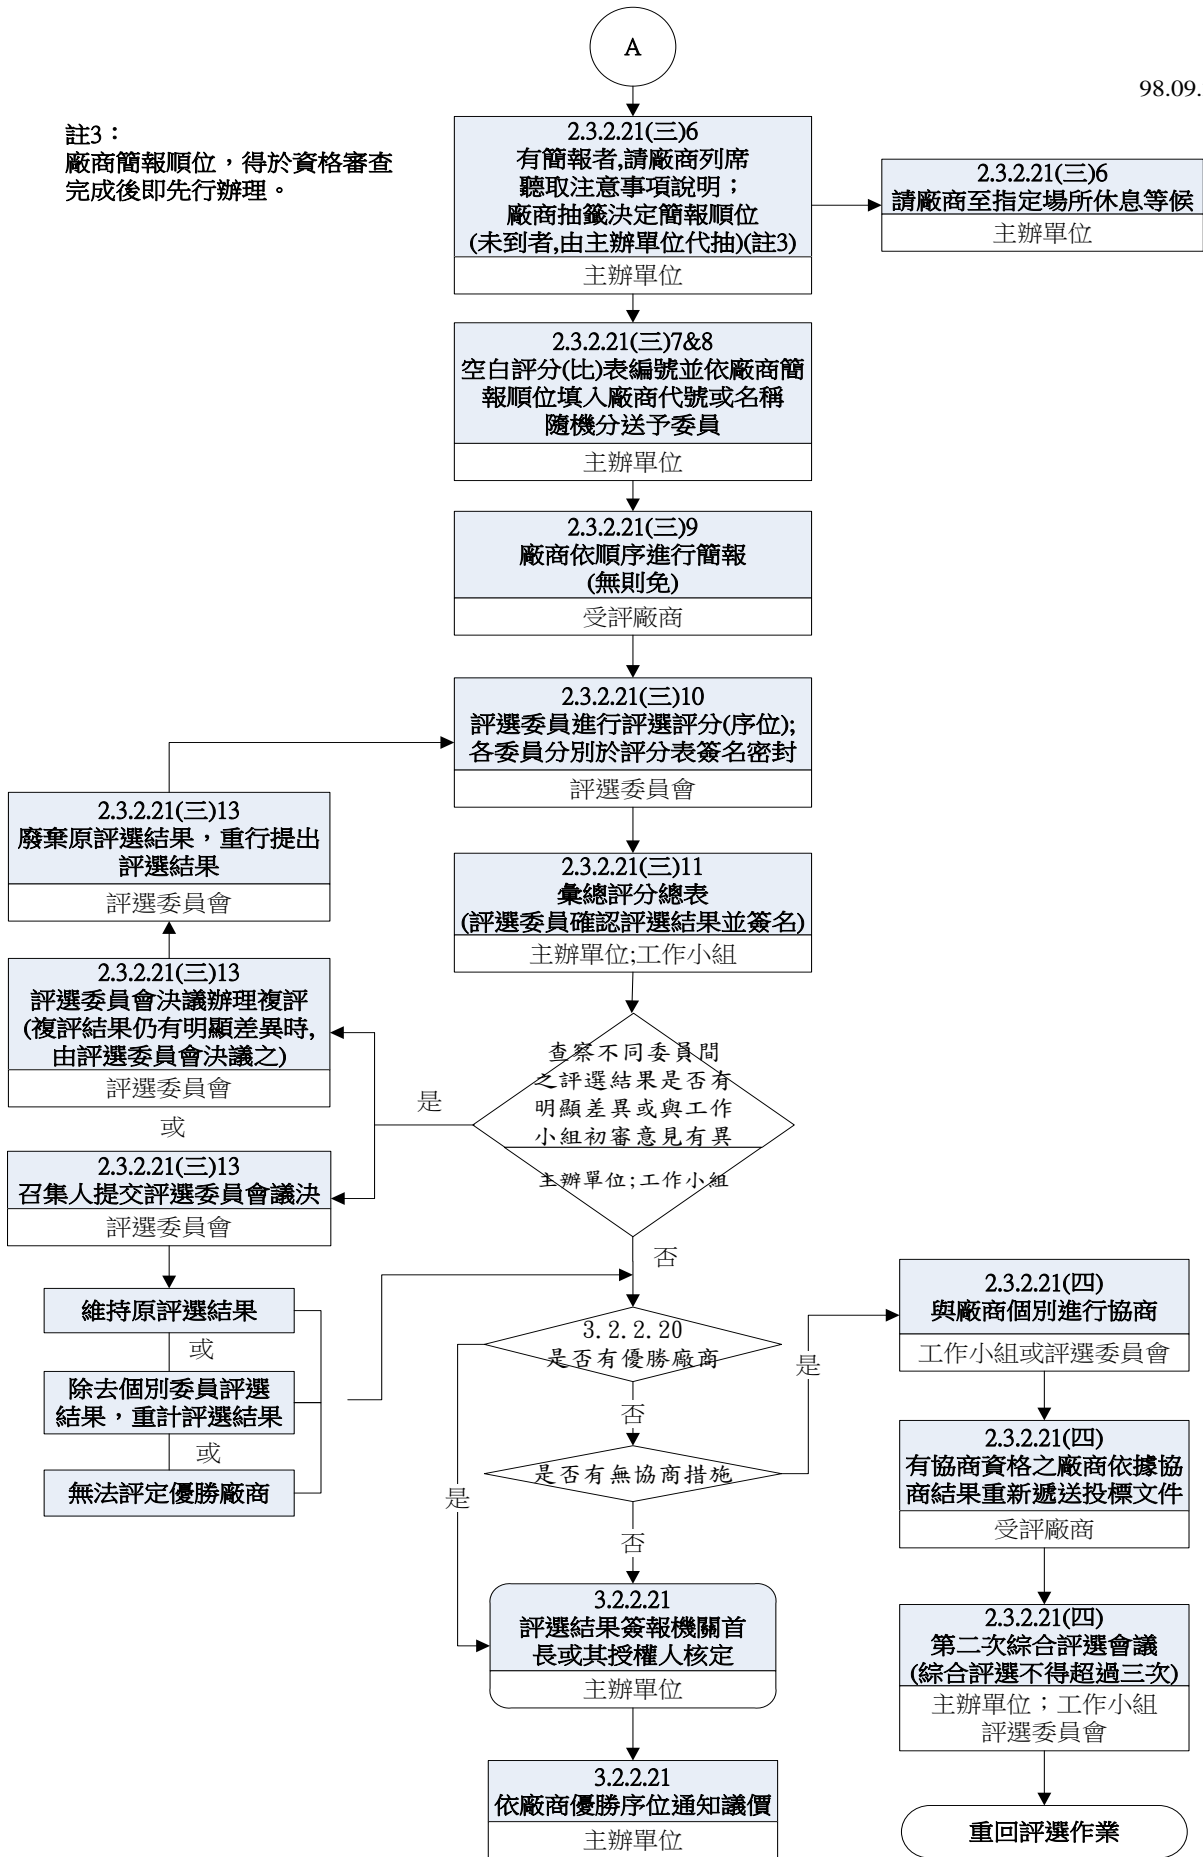 A
98.09.
註3：
廠商簡報順位，得於資格審查
完成後即先行辦理。
2.3.2.21(三)6
有簡報者,請廠商列席
聽取注意事項說明；
廠商抽籤決定簡報順位
(未到者,由主辦單位代抽)(註3)
主辦單位
2.3.2.21(三)6
請廠商至指定場所休息等候
主辦單位
2.3.2.21(三)7&8
空白評分(比)表編號並依廠商簡
報順位填入廠商代號或名稱
隨機分送予委員
主辦單位
2.3.2.21(三)9
廠商依順序進行簡報
(無則免)
受評廠商
2.3.2.21(三)10
評選委員進行評選評分(序位);
各委員分別於評分表簽名密封
評選委員會
2.3.2.21(三)13
廢棄原評選結果，重行提出
評選結果
評選委員會
2.3.2.21(三)11
彙總評分總表
(評選委員確認評選結果並簽名)
主辦單位;工作小組
2.3.2.21(三)13
評選委員會決議辦理複評
(複評結果仍有明顯差異時,
由評選委員會決議之)
評選委員會
或
是
查察不同委員間
之評選結果是否有
明顯差異或與工作
小組初審意見有異
主辦單位;工作小組
2.3.2.21(三)13
召集人提交評選委員會議決
評選委員會
否
維持原評選結果
或
除去個別委員評選
結果，重計評選結果
或
無法評定優勝廠商
3.2.2.20
是否有優勝廠商
否
是
是否有無協商措施
是
否
2.3.2.21(四)
與廠商個別進行協商
工作小組或評選委員會
2.3.2.21(四)
有協商資格之廠商依據協
商結果重新遞送投標文件
受評廠商
3.2.2.21
評選結果簽報機關首
長或其授權人核定
主辦單位
2.3.2.21(四)
第二次綜合評選會議
(綜合評選不得超過三次)
主辦單位；工作小組
評選委員會
3.2.2.21
依廠商優勝序位通知議價
主辦單位
重回評選作業